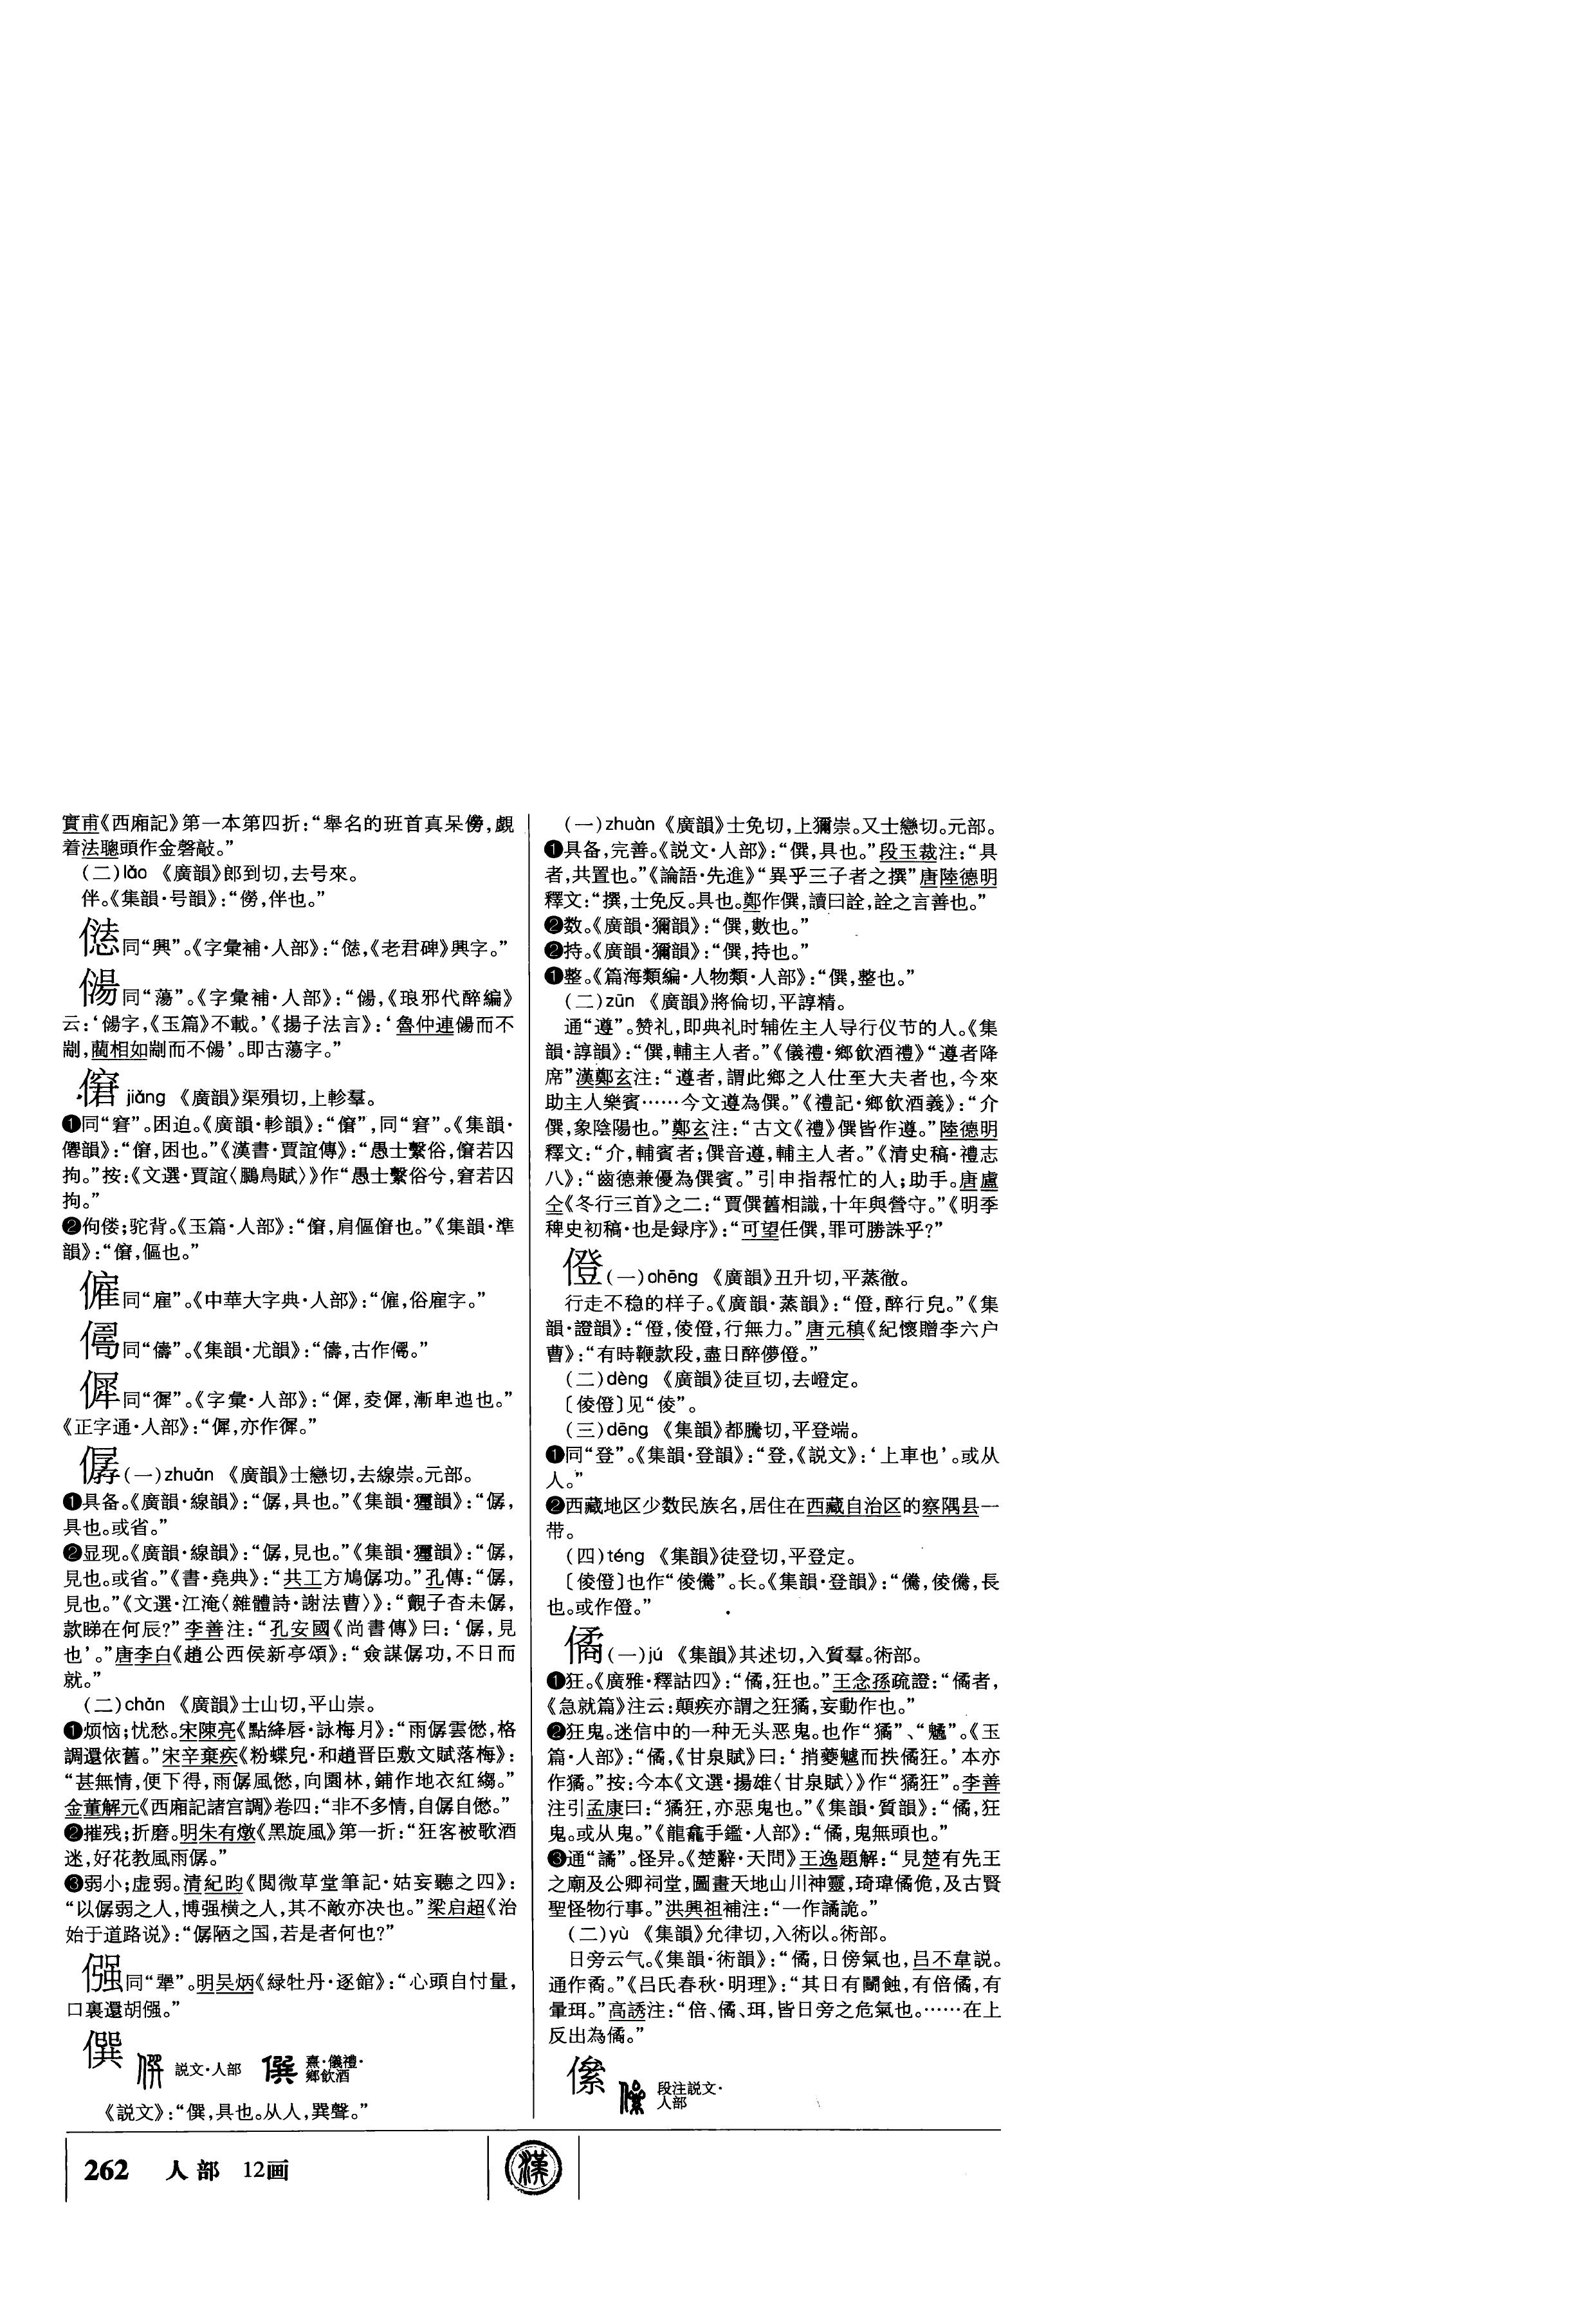 實甫《西廂記》第一本第四折：“舉名的班首真呆僗，覷
着法聰頭作金磬敲。”
（二）lǎo 《廣韻》郎到切，去号來。
伴。《集韻·号韻》：“僗，伴也。”
同“興”。《字彙補·人部》：“，《老君碑》興字。”
同“蕩”。《字彙補·人部》：“，《琅邪代醉編》
云：‘字，《玉篇》不載。’《揚子法言》：‘魯仲連而不
剬，藺相如剬而不’。即古蕩字。”
僒 jiǒng 《廣韻》渠殞切，上軫羣。
❶同“窘”。困迫。《廣韻·軫韻》：“僒”，同“窘”。《集韻·
僊韻》：“僒，困也。”《漢書·賈誼傳》：“愚士繫俗，僒若囚
拘。”按：《文選·賈誼〈鵩鳥賦〉》作“愚士繫俗兮，窘若囚
拘。”
❷佝偻；驼背。《玉篇·人部》：“僒，肩傴僒也。”《集韻·準
韻》：“僒，傴也。”
僱同“雇”。《中華大字典·人部》：“僱，俗雇字。”
同“儔”。《集韻·尤韻》：“儔，古作。”
同“徲”。《字彙·人部》：“，夌，漸卑迆也。”
《正字通·人部》：“，亦作徲。”
僝（一）zhuàn 《廣韻》士戀切，去線崇。元部。
❶具备。《廣韻·線韻》：“僝，具也。”《集韻·獮韻》：“僝，
具也。或省。”
❷显现。《廣韻·線韻》：“僝，見也。”《集韻·獮韻》：“僝，
見也。或省。”《書·堯典》：“共工方鳩僝功。”孔傳：“僝，
見也。”《文選·江淹〈雜體詩·謝法曹〉》：“覿子杳未僝，
款睇在何辰？”李善注：“孔安國《尚書傳》曰：‘僝，見
也’。”唐李白《趙公西侯新亭頌》：“僉謀僝功，不日而
就。”
（二）chán 《廣韻》士山切，平山崇。
❶烦恼；忧愁。宋陳亮《點絳唇·詠梅月》：“雨僝雲僽，格
調還依舊。”宋辛棄疾《粉蝶兒·和趙晋臣敷文賦落梅》：
“甚無情，便下得，雨僝風僽，向園林，鋪作地衣紅縐。”
金董解元《西廂記諸宫調》卷四：“非不多情，自僝自僽。”
❷摧残；折磨。明朱有燉《黑旋風》第一折：“狂客被歌酒
迷，好花教風雨僝。”
❸弱小；虚弱。清紀昀《閲微草堂筆記·姑妄聽之四》：
“以僝弱之人，博强横之人，其不敵亦决也。”梁启超《治
始于道路说》：“僝陋之国，若是者何也？”
同“犟”。明吴炳《緑牡丹·逐館》：“心頭自忖量，
口裏還胡。”
僎 説文·人部 熹·儀禮·
鄉飲酒
《説文》：“僎，具也。从人，巽聲。”
（一）zhuàn 《廣韻》士免切，上獮崇。又士戀切。元部。
❶具备，完善。《説文·人部》：“僎，具也。”段玉裁注：“具
者，共置也。”《論語·先進》“異乎三子者之撰”唐陸德明
釋文：“撰，士免反。具也。鄭作僎，讀曰詮，詮之言善也。”
❷数。《廣韻·獮韻》：“僎，數也。”
❷持。《廣韻·獮韻》：“僎，持也。”
❶整。《篇海類編·人物類·人部》：“僎，整也。”
（二）zūn 《廣韻》將倫切，平諄精。
通“遵”。赞礼，即典礼时辅佐主人导行仪节的人。《集
韻·諄韻》：“僎，輔主人者。”《儀禮·鄉飲酒禮》“遵者降
席”漢鄭玄注：“遵者，謂此鄉之人仕至大夫者也，今來
助主人樂賓……今文遵為僎。”《禮記·鄉飲酒義》：“介
僎，象陰陽也。”鄭玄注：“古文《禮》僎皆作遵。”陸德明
釋文：“介，輔賓者；僎音遵，輔主人者。”《清史稿·禮志
八》：“齒德兼優為僎賓。”引申指帮忙的人；助手。唐盧
仝《冬行三首》之二：“賈僎舊相識，十年與營守。”《明季
稗史初稿·也是録序》：“可望任僎，罪可勝誅乎？”
僜（一）chēng 《廣韻》丑升切，平蒸徹。
行走不稳的样子。《廣韻·蒸韻》：“僜，醉行皃。”《集
韻·證韻》：“僜，倰僜，行無力。”唐元稹《紀懷贈李六户
曹》：“有時鞭款段，盡日醉儚僜。”
（二）dèng 《廣韻》徒亘切，去嶝定。
〔倰僜〕见“倰”。
（三）dēng 《集韻》都騰切，平登端。
❶同“登”。《集韻·登韻》：“登，《説文》：‘上車也’。或从
人。”
❷西藏地区少数民族名，居住在西藏自治区的察隅县一
带。
（四）téng 《集韻》徒登切，平登定。
〔倰僜〕也作“倰儯”。长。《集韻·登韻》：“儯，倰儯，長
也。或作僜。”
僪（一）jú 《集韻》其述切，入質羣。術部。
❶狂。《廣雅·釋詁四》：“僪，狂也。”王念孫疏證：“僪者，
《急就篇》注云：顛疾亦謂之狂獝，妄動作也。”
❷狂鬼。迷信中的一种无头恶鬼。也作“獝”、“魊”。《玉
篇·人部》：“僪，《甘泉賦》曰：‘捎夔魖而抶僪狂。’本亦
作獝。”按：今本《文選·揚雄〈甘泉賦〉》作“獝狂”。李善
注引孟康曰：“獝狂，亦惡鬼也。”《集韻·質韻》：“僪，狂
鬼。或从鬼。”《龍龕手鑑·人部》：“僪，鬼無頭也。”
❸通“譎”。怪异。《楚辭·天問》王逸題解：“見楚有先王
之廟及公卿祠堂，圖畫天地山川神靈，琦瑋僪佹，及古賢
聖怪物行事。”洪興祖補注：“一作譎詭。”
（二）yù 《集韻》允律切，入術以。術部。
日旁云气。《集韻·術韻》：“僪，日傍氣也，吕不韋説。
通作矞。”《吕氏春秋·明理》：“其日有鬭蝕，有倍僪，有
暈珥。”高誘注：“倍、僪、珥，皆日旁之危氣也。……在上
反出為僪。”
段注説文·
人部
262 人部 12画
漢